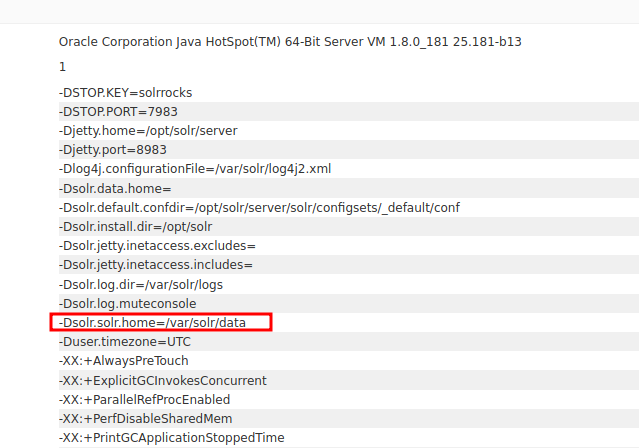 Oracle Corporation Java HotSpot(TM) 64-Bit Server VM 1.8.0_181 25.181-b13
1
-DSTOP.KEY=solrrocks
-DSTOP.PORT=7983
-Djetty.home=/opt/solr/server
-Djetty.port=8983
-Dlog4j.configurationFile=/var/solr/log4j2.xml
-Dsolr.data.home=
-Dsolr.default.confdir=/opt/solr/server/solr/configsets/_default/conf
-Dsolr.install.dir=/opt/solr
-Dsolr.jetty.inetaccess.excludes=
-Dsolr.jetty.inetaccess.includes=
-Dsolr.log.dir=/var/solr/logs
-Dsolr.log.muteconsole
-Dsolr.solr.home=/var/solr/data
-Duser.timezone=UTC
-XX:+AlwaysPreTouch
-XX:+ExplicitGCInvokesConcurrent
-XX:+ParallelRefProcEnabled
-XX:+PerfDisableSharedMem
-XX:+PrintGCApplicationStoppedTime